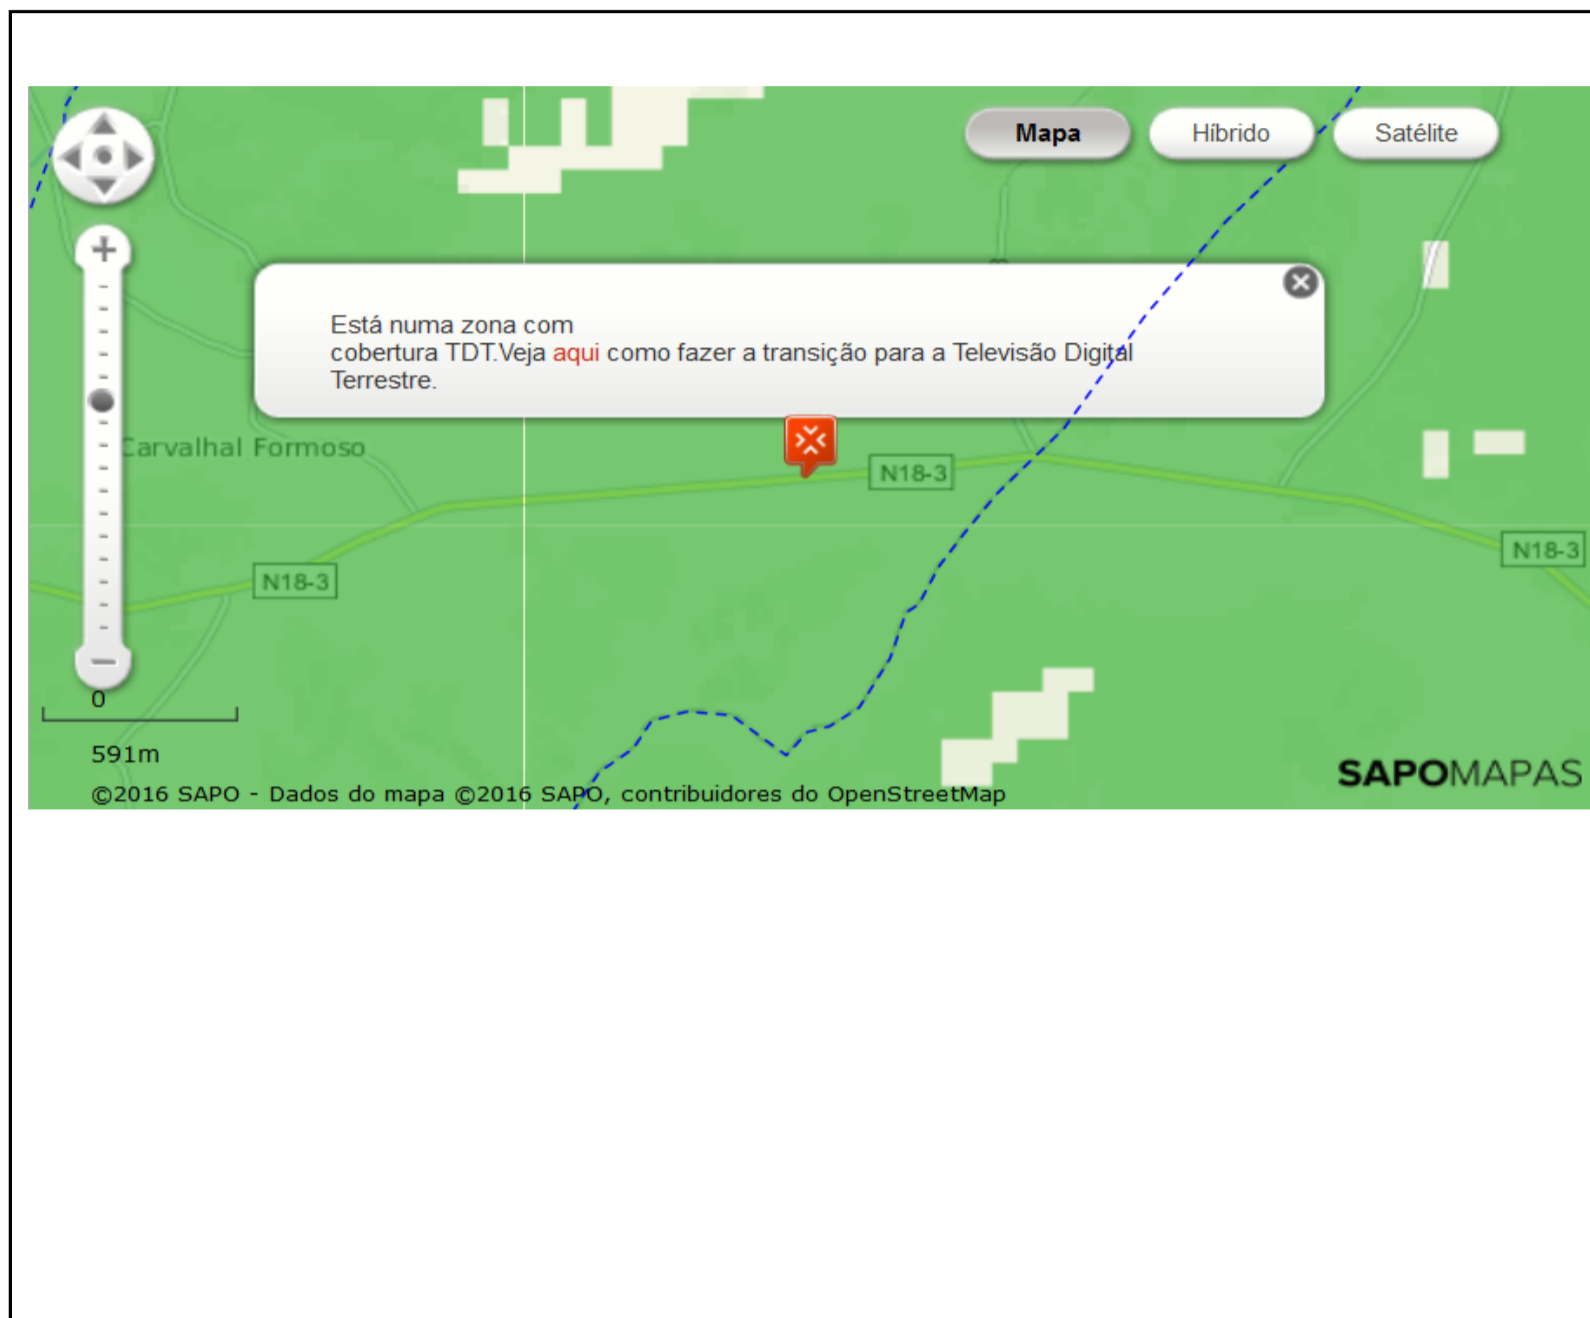 Mapa Híbrido Satélite
Está numa zona com
cobertura TDT.Veja aqui como fazer a transição para a Televisão Digital
Terrestre.
Carvalhal Formoso
N18-3
N18-3
N18-3
0
591m
SAPOMAPAS
©2016 SAPO - Dados do mapa ©2016 SAPO, contribuidores do OpenStreetMap